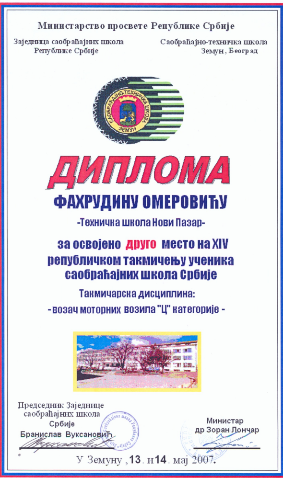 Министарство просвете Републике Србије
Заједница саобраћајних школа
Републике Србије
Саобраћајно-техничка школа
Земун, Београд
ДИПЛОМА
ФАХРУДИНУ ОМЕРОВИЋУ
-Техничка школа Нови Пазар-
за освојено друго место на XIV
републичком такмичењу ученика
саобраћајних школа Србије
Такмичарска дисциплина:
- возач моторних возила "Ц" категорије -
Председник Заједнице
саобраћајних школа
Србије
Бранислав Вуксановић
Министар
др Зоран Лончар
У Земуну ,13. и 14. мај 2007.